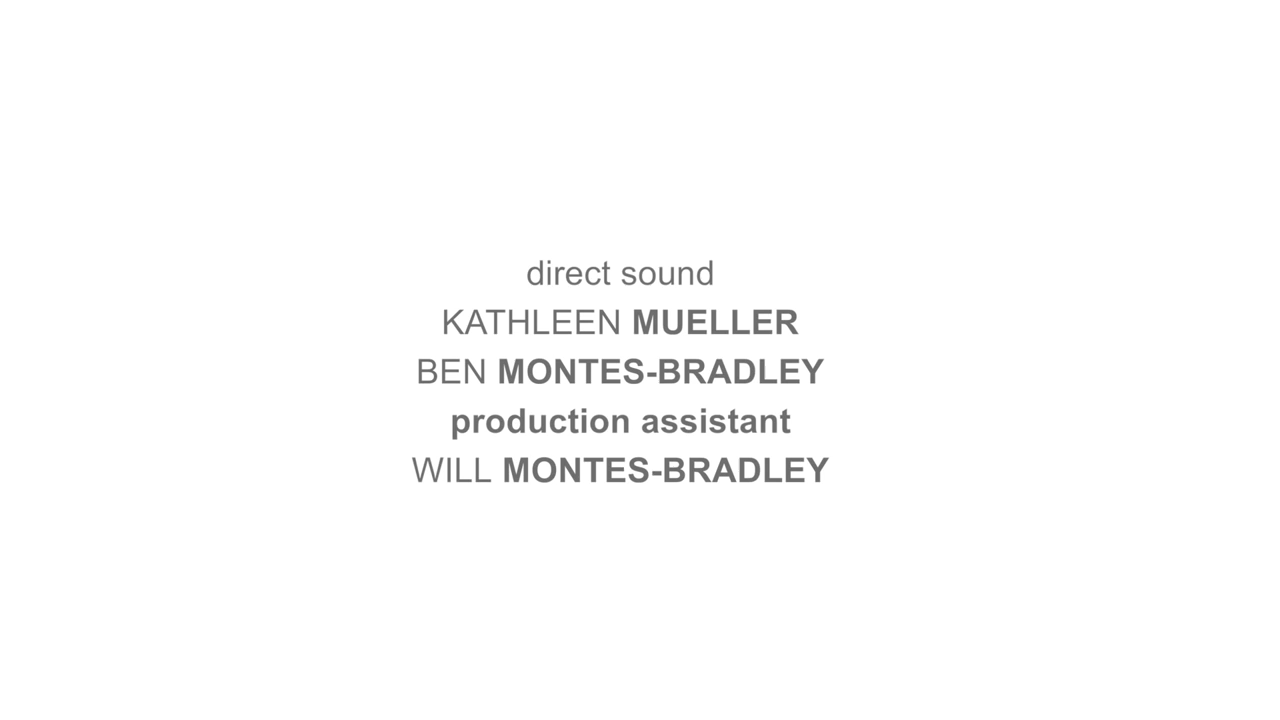 direct sound
KATHLEEN MUELLER
BEN MONTES-BRADLEY
production assistant
WILL MONTES-BRADLEY